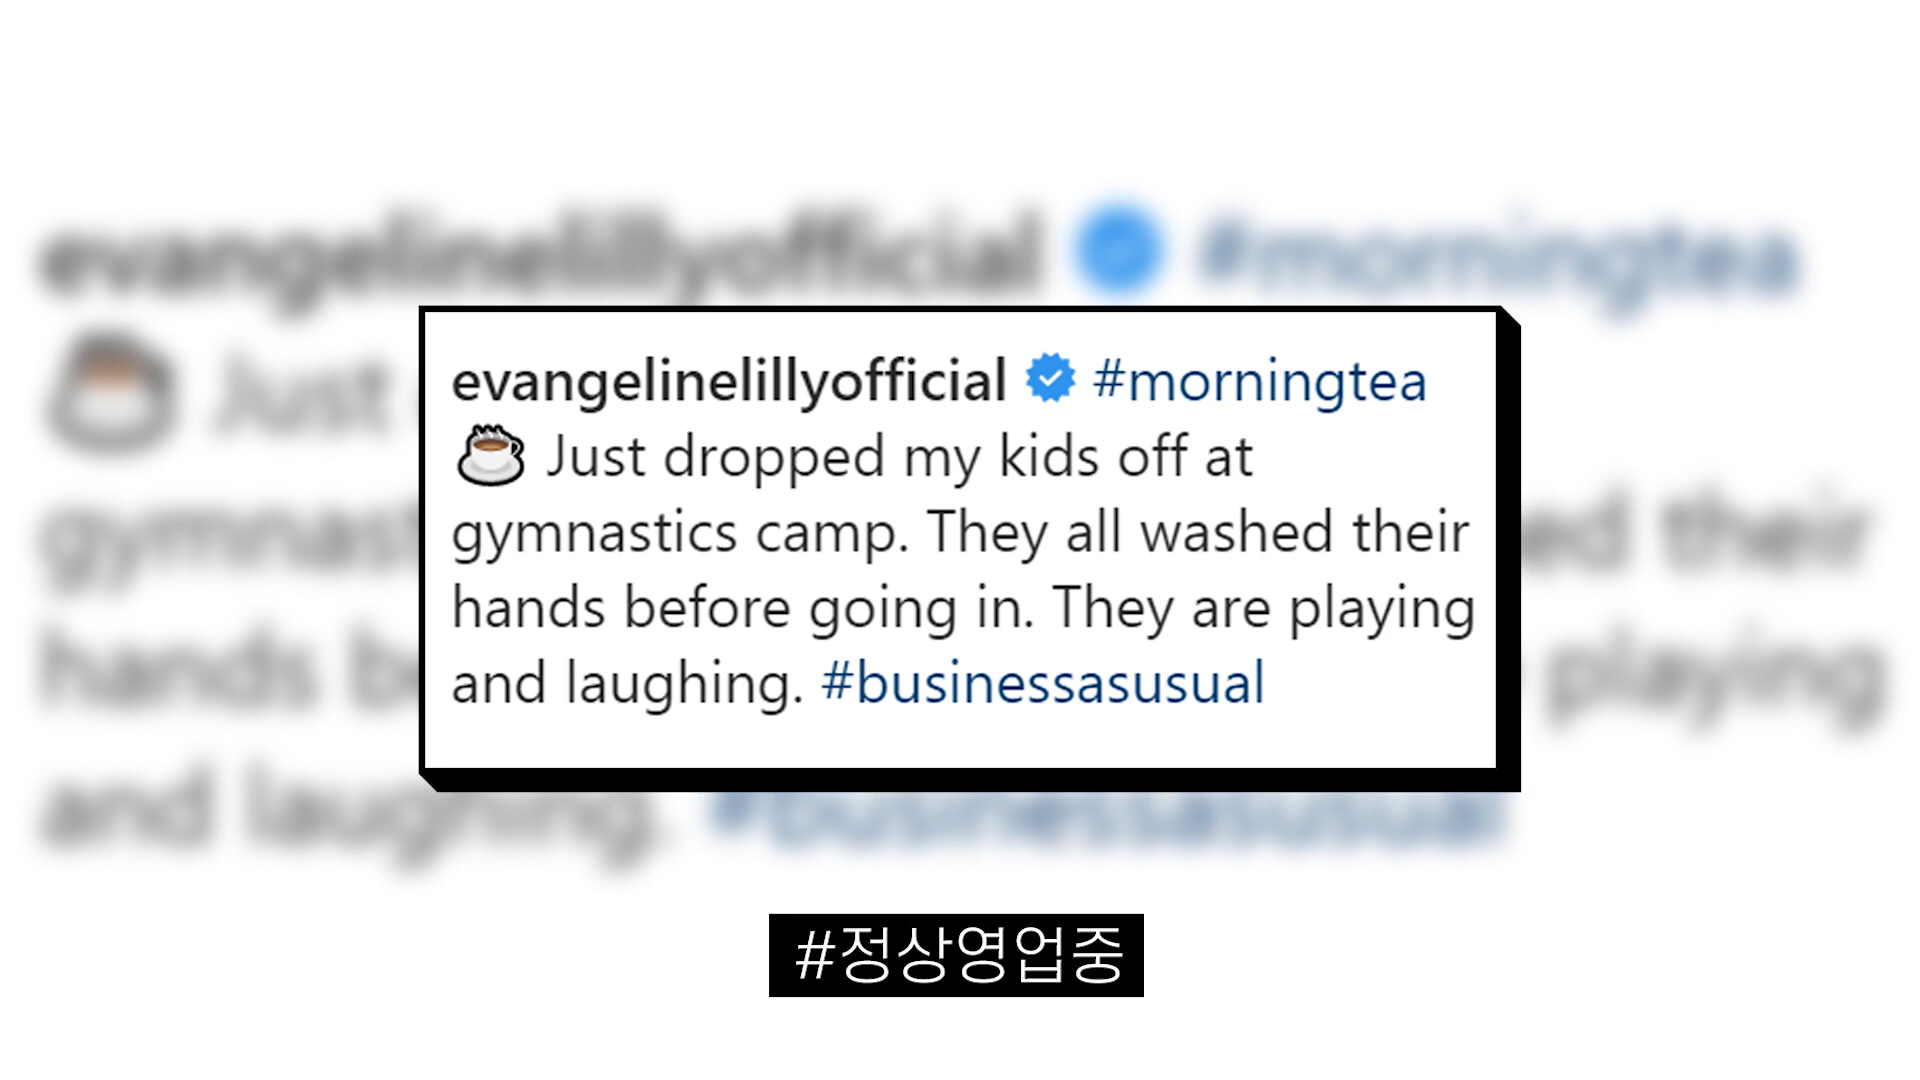 evangelinelillyofficial #morningtea
☕ Just dropped my kids off at
gymnastics camp. They all washed their
hands before going in. They are playing
and laughing. #businessasusual
#정상영업중